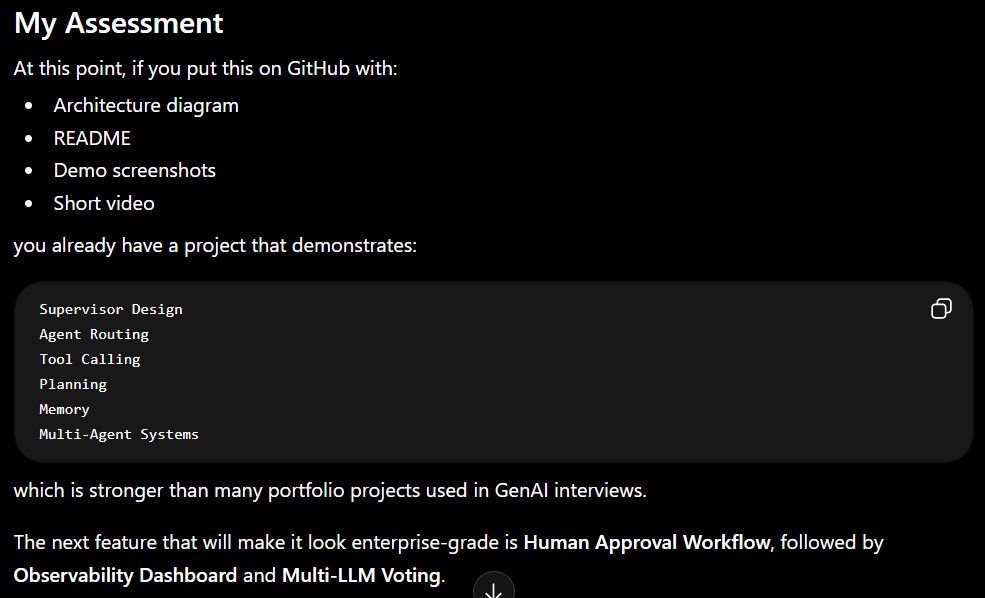 My Assessment
At this point, if you put this on GitHub with:
Architecture diagram
README
Demo screenshots
Short video
you already have a project that demonstrates:
Supervisor Design
Agent Routing
Tool Calling
Planning
Memory
Multi-Agent Systems
which is stronger than many portfolio projects used in GenAI interviews.
The next feature that will make it look enterprise-grade is Human Approval Workflow, followed by
Observability Dashboard and Multi-LLM Voting.